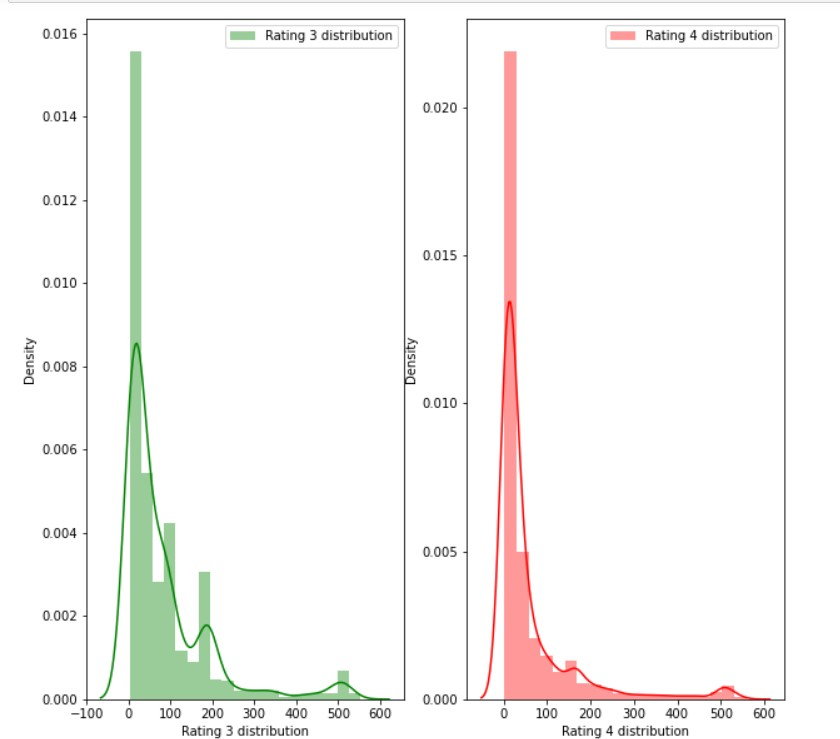 Rating 3 distribution
0.016
0.014
0.012
0.010
0.008
0.006
0.004
0.002
0.000
Density
−100 0 100 200 300 400 500 600
Rating 3 distribution
Rating 4 distribution
0.020
0.015
0.010
0.005
0.000
Density
0 100 200 300 400 500 600
Rating 4 distribution